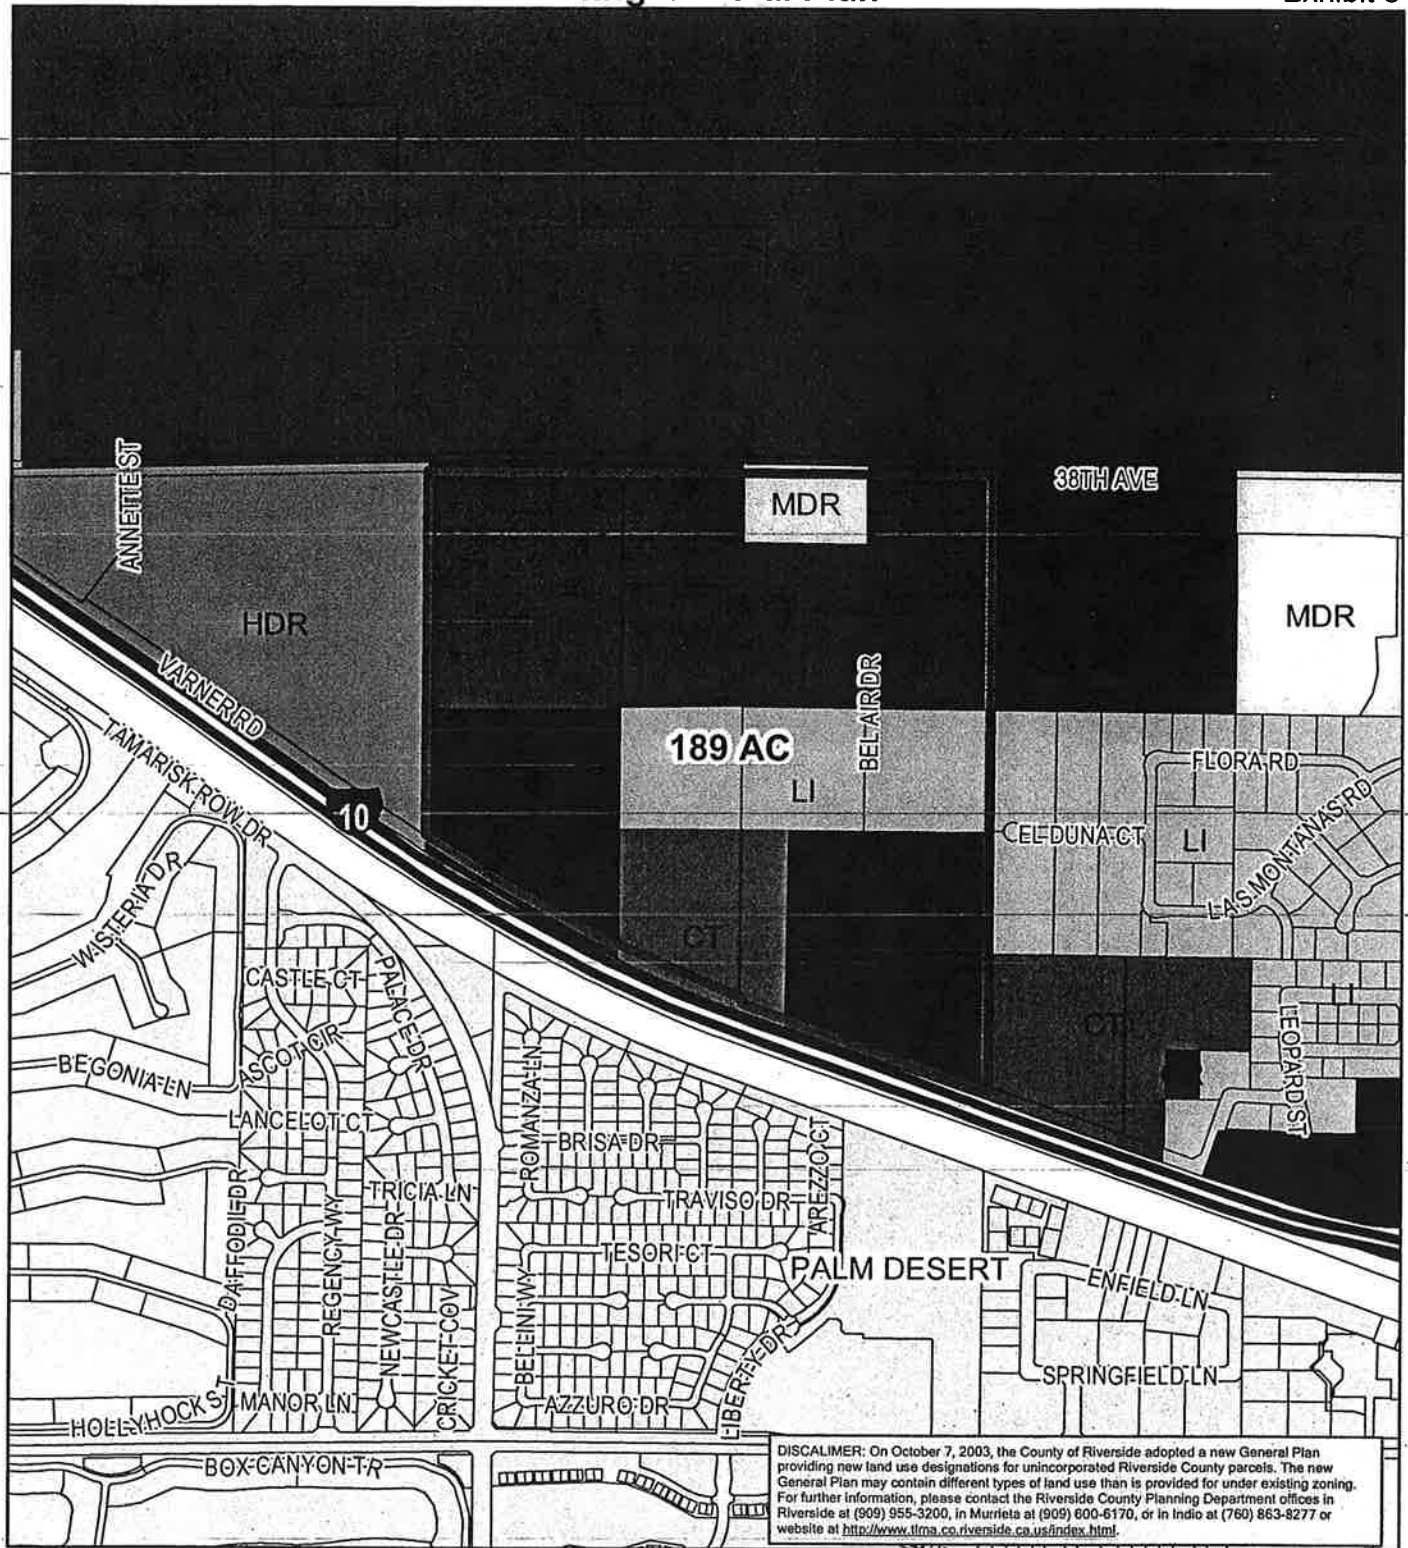 Exhibit 5
ANNETTE ST
38TH AVE
MDR
HDR
MDR
VARNER RD
BEL AIR DR
189 AC
LI
FLORA RD
TAMARISK ROW DR
10
CEL DUNA CT
LI
LAS MONTANAS RD
WISTERIA DR
CT
CASTLE CT
PALACE DR
LI
CT
LEOPARD ST
BEGONIA LN
ASCOT CIR
ROMANZA LN
LANCELOT CT
BRISA DR
AREZZO CT
DAFFODIL DR
TRICIA LN
TRAVISO DR
REGENCY WY
NEWCASTLE DR
TESORI CT
PALM DESERT
ENFIELD LN
CRICKET COV
BELLINI WY
LIBERTY DR
SPRINGFIELD LN
HOLLYHOCK ST
MANOR LN
AZZURO DR
BOX CANYON TR
DISCALIMER: On October 7, 2003, the County of Riverside adopted a new General Plan
providing new land use designations for unincorporated Riverside County parcels. The new
General Plan may contain different types of land use than is provided for under existing zoning.
For further information, please contact the Riverside County Planning Department offices in
Riverside at (909) 955-3200, in Murrieta at (909) 600-6170, or in Indio at (760) 863-8277 or
website at http://www.tlma.co.riverside.ca.us/index.html.